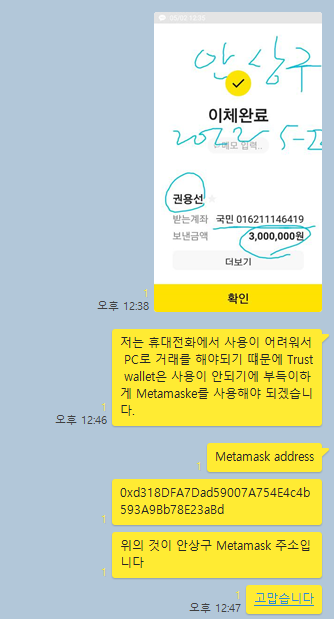 05/23 12:35
안상구
이체완료
2022-5-2
메모 입력..
권용선
받는계좌 국민 016211146419
보낸금액 3,000,000원
더보기
확인
1
오후 12:38
저는 휴대전화에서 사용이 어려워서
PC로 거래를 해야되기 떄문에 Trust
wallet은 사용이 안되기에 부득이하
게 Metamaske를 사용해야 되겠습니
다.
1
오후 12:46
Metamask address
1
0xd318DFA7Dad59007A754E4c4b
593A9Bb78E23aBd
1
위의 것이 안상구 Metamask 주소입
니다
1
고맙습니다
1
오후 12:47